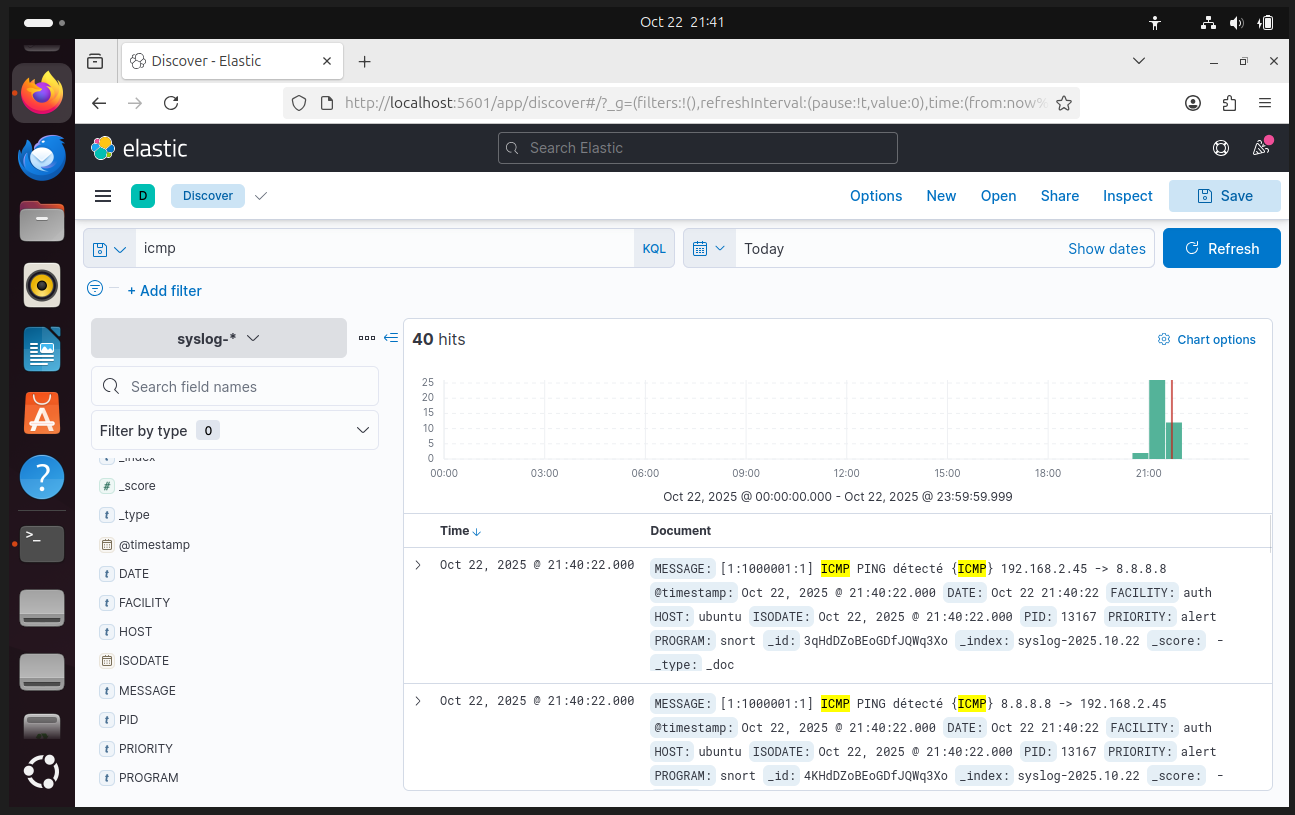 Oct 22 21:41
Discover - Elastic
http://localhost:5601/app/discover#/?_g=(filters:!(),refreshInterval:(pause:!t,value:0),time:(from:now%
elastic
Search Elastic
D
Discover
Options
New
Open
Share
Inspect
Save
icmp
KQL
Today
Show dates
Refresh
+ Add filter
syslog-*
Search field names
Filter by type 0
_index
_score
_type
@timestamp
DATE
FACILITY
HOST
ISODATE
MESSAGE
PID
PRIORITY
PROGRAM
40 hits
Chart options
25
20
15
10
5
0
00:00 03:00 06:00 09:00 12:00 15:00 18:00 21:00
Oct 22, 2025 @ 00:00:00.000 - Oct 22, 2025 @ 23:59:59.999
Time Document
Oct 22, 2025 @ 21:40:22.000
MESSAGE: [1:1000001:1] ICMP PING détecté {ICMP} 192.168.2.45 -> 8.8.8.8
@timestamp: Oct 22, 2025 @ 21:40:22.000 DATE: Oct 22 21:40:22 FACILITY: auth
HOST: ubuntu ISODATE: Oct 22, 2025 @ 21:40:22.000 PID: 13167 PRIORITY: alert
PROGRAM: snort _id: 3qHdDZoBEoGDfJQWq3Xo _index: syslog-2025.10.22 _score: -
_type: _doc
Oct 22, 2025 @ 21:40:22.000
MESSAGE: [1:1000001:1] ICMP PING détecté {ICMP} 8.8.8.8 -> 192.168.2.45
@timestamp: Oct 22, 2025 @ 21:40:22.000 DATE: Oct 22 21:40:22 FACILITY: auth
HOST: ubuntu ISODATE: Oct 22, 2025 @ 21:40:22.000 PID: 13167 PRIORITY: alert
PROGRAM: snort _id: 4KHdDZoBEoGDfJQWq3Xo _index: syslog-2025.10.22 _score: -